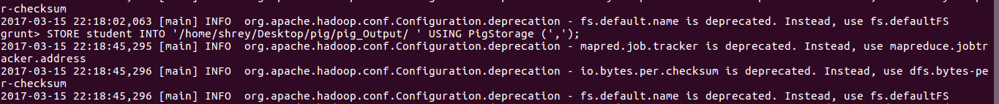 r-checksum
2017-03-15 22:18:02,063 [main] INFO  org.apache.hadoop.conf.Configuration.deprecation - fs.default.name is deprecated. Instead, use fs.defaultFS
grunt> STORE student INTO '/home/shrey/Desktop/pig/pig_Output/ ' USING PigStorage (',');
2017-03-15 22:18:45,295 [main] INFO  org.apache.hadoop.conf.Configuration.deprecation - mapred.job.tracker is deprecated. Instead, use mapreduce.jobtr
acker.address
2017-03-15 22:18:45,296 [main] INFO  org.apache.hadoop.conf.Configuration.deprecation - io.bytes.per.checksum is deprecated. Instead, use dfs.bytes-pe
r-checksum
2017-03-15 22:18:45,296 [main] INFO  org.apache.hadoop.conf.Configuration.deprecation - fs.default.name is deprecated. Instead, use fs.defaultFS